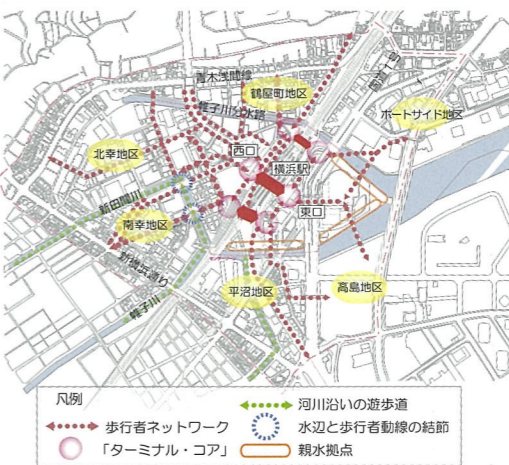 青木浅間線
鶴屋町地区
帷子川分水路
ポートサイド地区
北幸地区
西口
横浜駅
新田間川
東口
南幸地区
新横浜通り
平沼地区
高島地区
帷子川
凡例
河川沿いの遊歩道
歩行者ネットワーク
水辺と歩行者動線の結節
「ターミナル・コア」
親水拠点